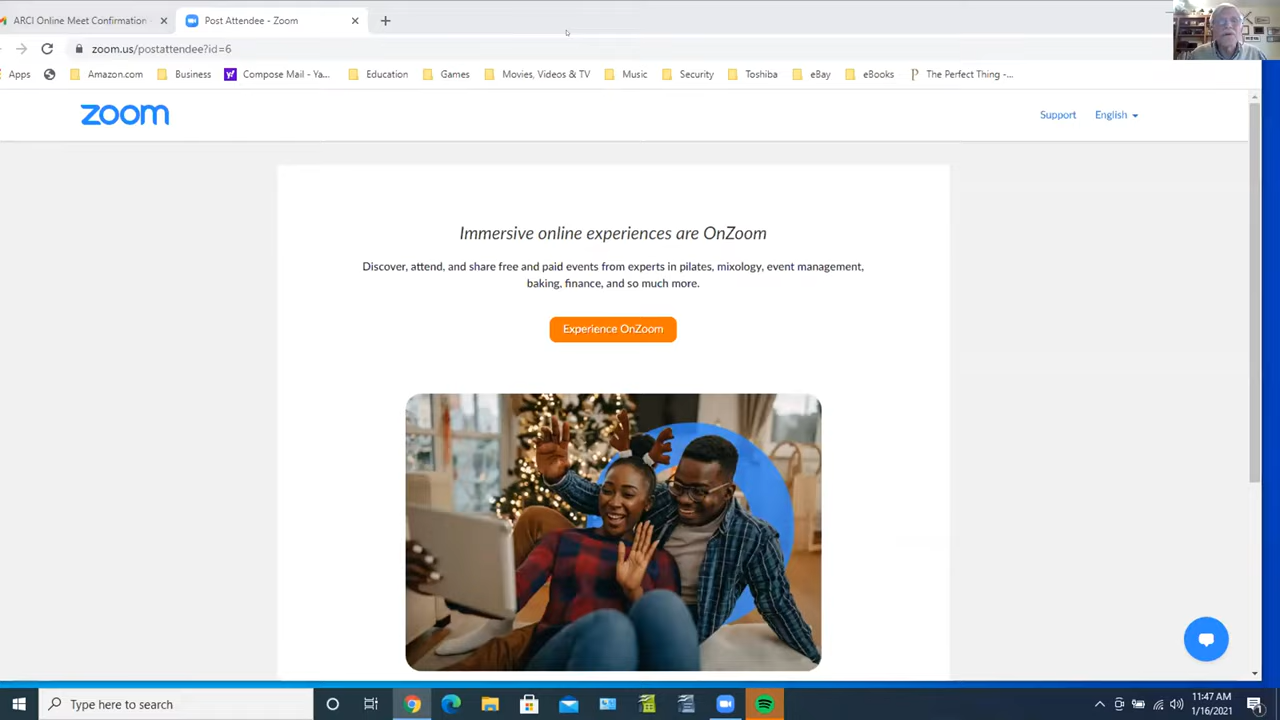 ARCI Online Meet Confirmation
Post Attendee - Zoom
zoom.us/postattendee?id=6
Apps
Amazon.com
Business
Compose Mail - Ya...
Education
Games
Movies, Videos & TV
Music
Security
Toshiba
eBay
eBooks
The Perfect Thing -...
zoom
Support
English
Immersive online experiences are OnZoom
Discover, attend, and share free and paid events from experts in pilates, mixology, event management,
baking, finance, and so much more.
Experience OnZoom
Type here to search
11:47 AM
1/16/2021